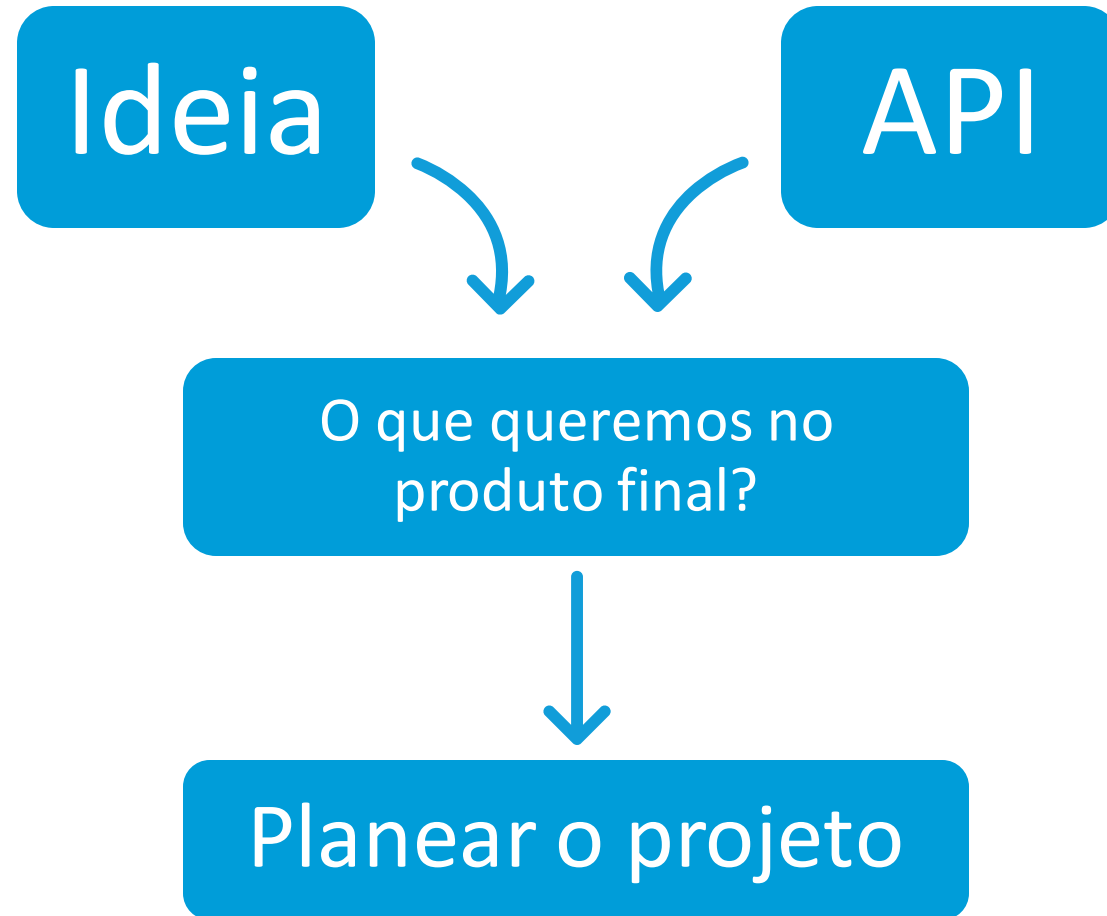 Ideia
API
O que queremos no
produto final?
Planear o projeto